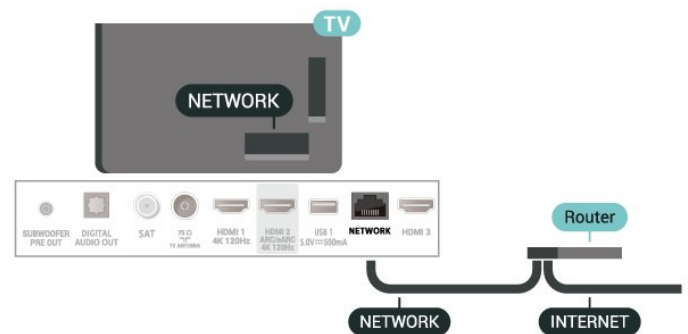 TV
NETWORK
SUBWOOFER
PRE OUT
DIGITAL
AUDIO OUT
SAT
75 Ω
TV ANTENNA
HDMI 1
4K 120Hz
HDMI 2
ARC/eARC
4K 120Hz
USB 1
5.0V⎓500mA
NETWORK
HDMI 3
Router
NETWORK
INTERNET